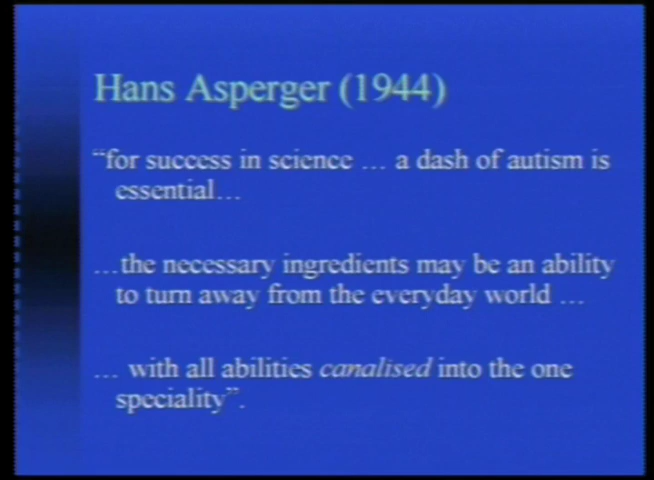 Hans Asperger (1944)
“for success in science ... a dash of autism is
essential...
...the necessary ingredients may be an ability
to turn away from the everyday world ...
... with all abilities canalised into the one
speciality”.